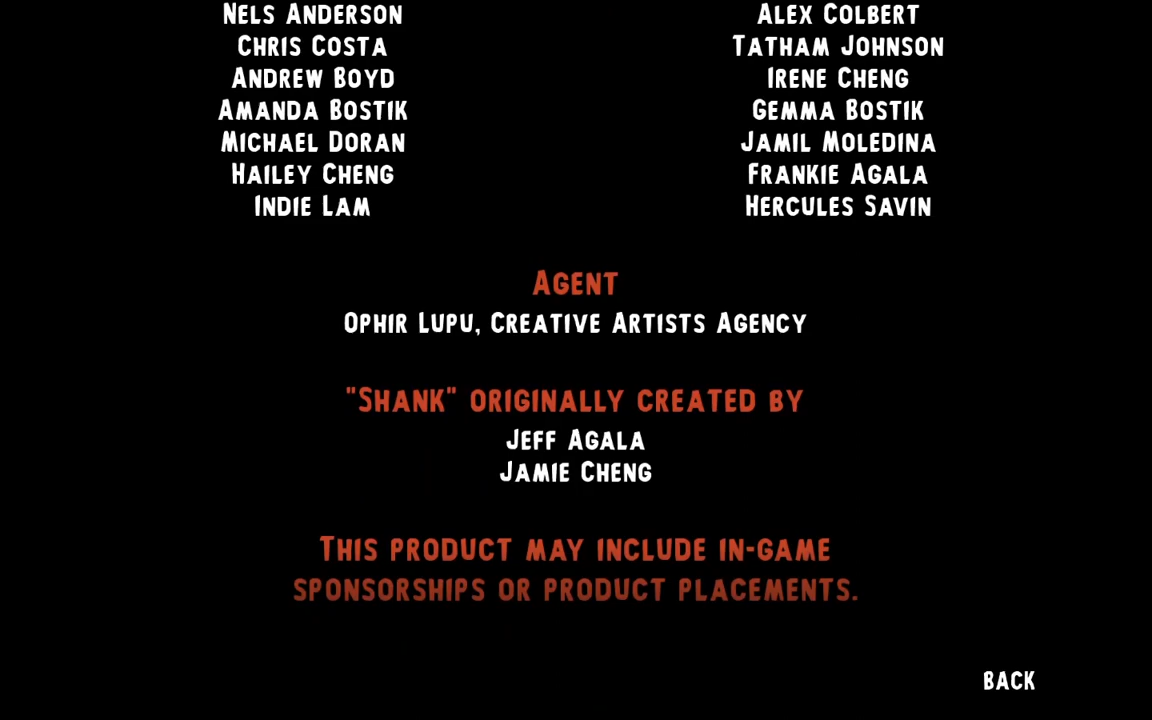 Nels Anderson
Alex Colbert
Chris Costa
Tatham Johnson
Andrew Boyd
Irene Cheng
Amanda Bostik
Gemma Bostik
Michael Doran
Jamil Moledina
Hailey Cheng
Frankie Agala
Indie Lam
Hercules Savin
Agent
Ophir Lupu, Creative Artists Agency
"Shank" originally created by
Jeff Agala
Jamie Cheng
This product may include in-game
sponsorships or product placements.
BACK